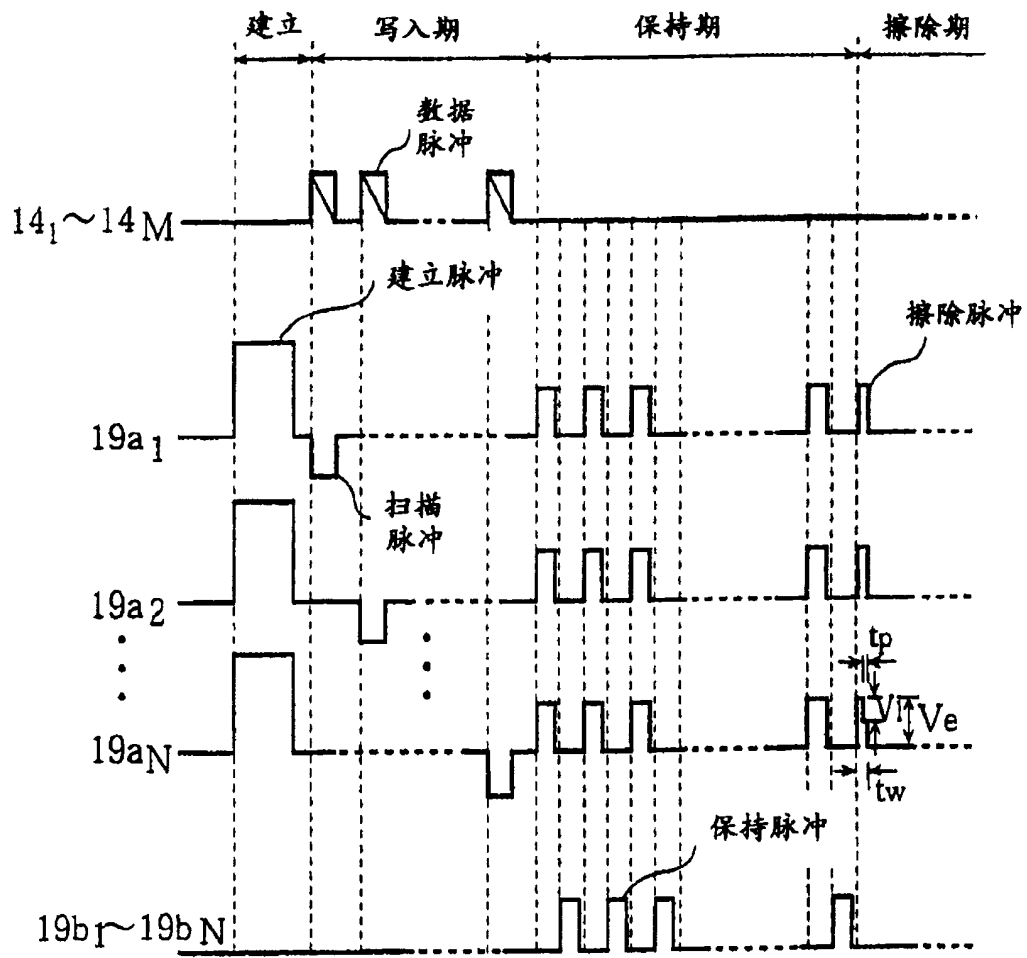 建立 写入期 保持期 擦除期
数据
脉冲
14₁～14M
建立脉冲
擦除脉冲
19a₁
扫描
脉冲
19a₂
tp
V1 Ve
19aN
tw
保持脉冲
19b₁～19bN